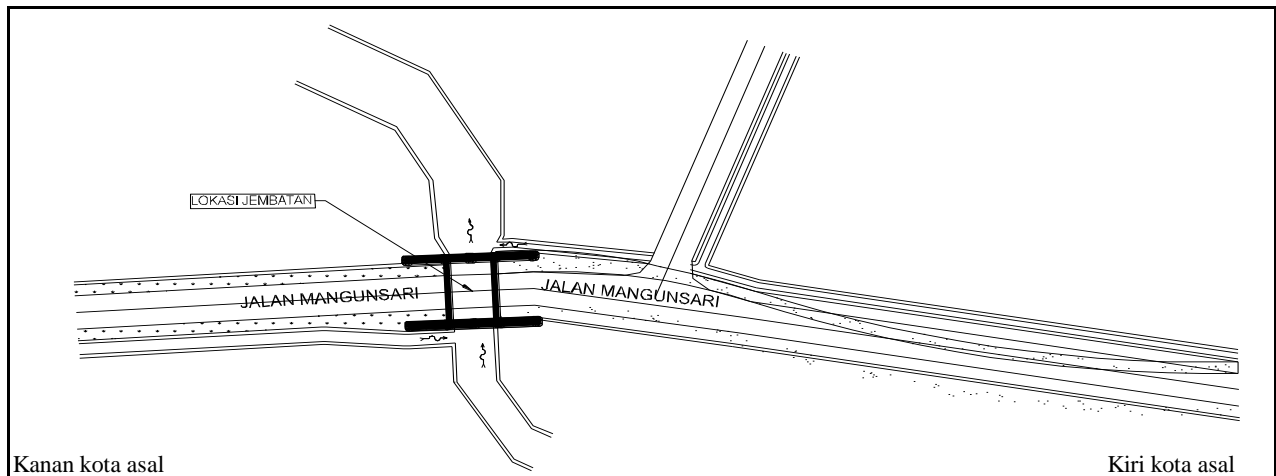 LOKASI JEMBATAN
JALAN MANGUNSARI
JALAN MANGUNSARI
Kanan kota asal
Kiri kota asal